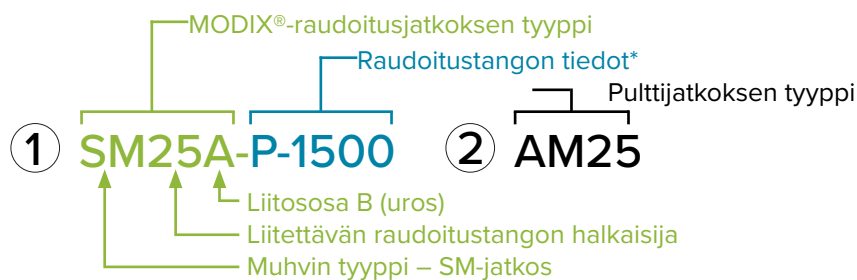 MODIX®-raudoitusjatkoksen tyyppi
Raudoitustangon tiedot*
Pulttijatkoksen tyyppi
1 SM25A-P-1500 2 AM25
Liitososa B (uros)
Liitettävän raudoitustangon halkaisija
Muhvin tyyppi – SM-jatkos